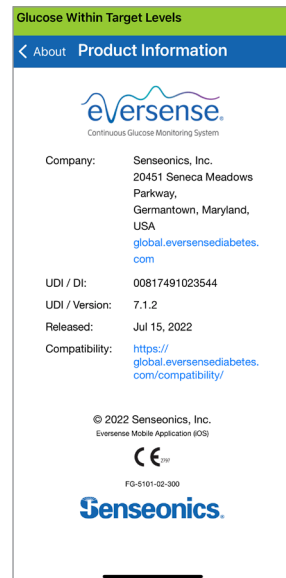 Glucose Within Target Levels
About Product Information
eversense.
Continuous Glucose Monitoring System
Company: Senseonics, Inc.
20451 Seneca Meadows
Parkway,
Germantown, Maryland,
USA
global.eversensediabetes.
com
UDI / DI: 00817491023544
UDI / Version: 7.1.2
Released: Jul 15, 2022
Compatibility: https://
global.eversensediabetes.
com/compatibility/
© 2022 Senseonics, Inc.
Eversense Mobile Application (iOS)
CE
FG-5101-02-300
Senseonics.